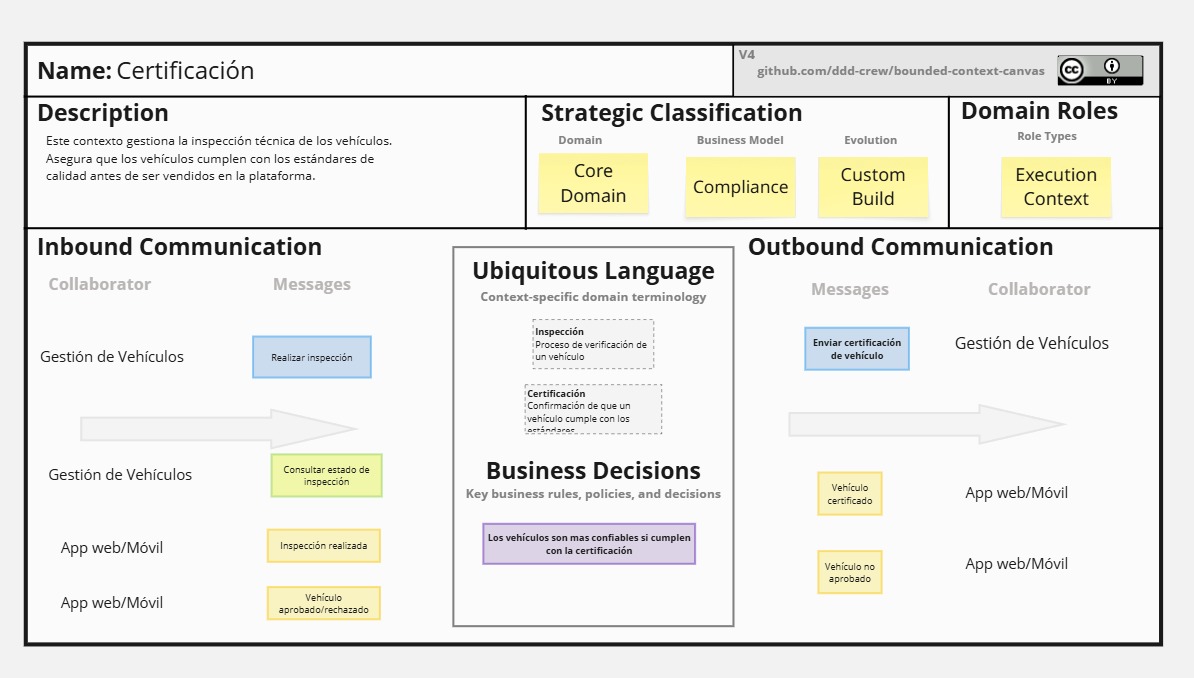 Name: Certificación
V4
github.com/ddd-crew/bounded-context-canvas
cc
BY
Description
Este contexto gestiona la inspección técnica de los vehículos.
Asegura que los vehículos cumplen con los estándares de
calidad antes de ser vendidos en la plataforma.
Strategic Classification
Domain
Business Model
Evolution
Core
Domain
Compliance
Custom
Build
Domain Roles
Role Types
Execution
Context
Inbound Communication
Collaborator
Messages
Gestión de Vehículos
Realizar inspección
Gestión de Vehículos
Consultar estado de
inspección
App web/Móvil
Inspección realizada
App web/Móvil
Vehículo
aprobado/rechazado
Ubiquitous Language
Context-specific domain terminology
Inspección
Proceso de verificación de
un vehículo
Certificación
Confirmación de que un
vehículo cumple con los
estándares
Business Decisions
Key business rules, policies, and decisions
Los vehículos son mas confiables si cumplen
con la certificación
Outbound Communication
Messages
Collaborator
Enviar certificación
de vehículo
Gestión de Vehículos
Vehículo
certificado
App web/Móvil
Vehículo no
aprobado
App web/Móvil